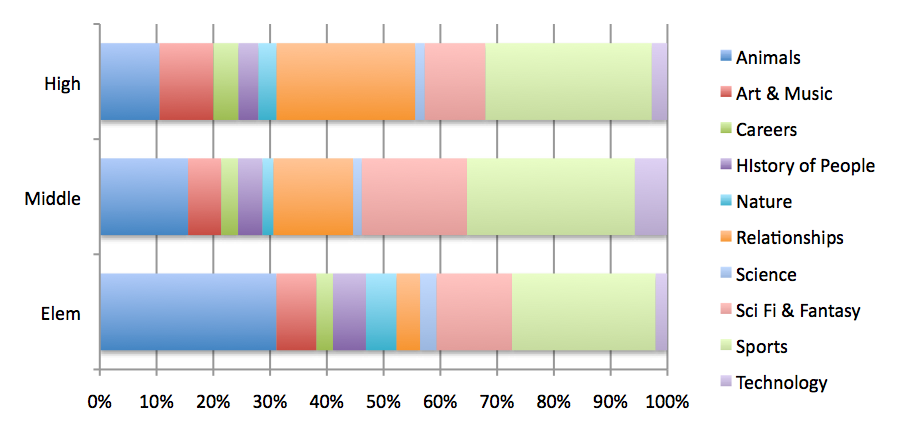 High
Middle
Elem
0% 10% 20% 30% 40% 50% 60% 70% 80% 90% 100%
Animals
Art & Music
Careers
HIstory of People
Nature
Relationships
Science
Sci Fi & Fantasy
Sports
Technology